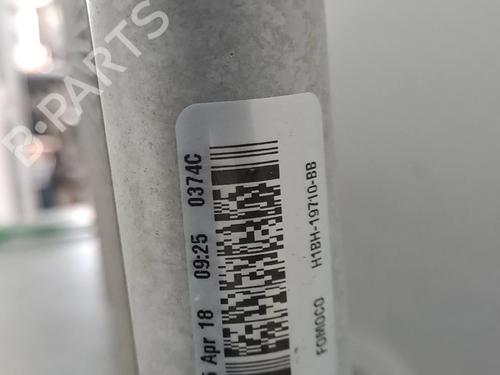 B-PARTS
Apr 18 09:25 0374C
FOMOCO H1BH-19710-BB